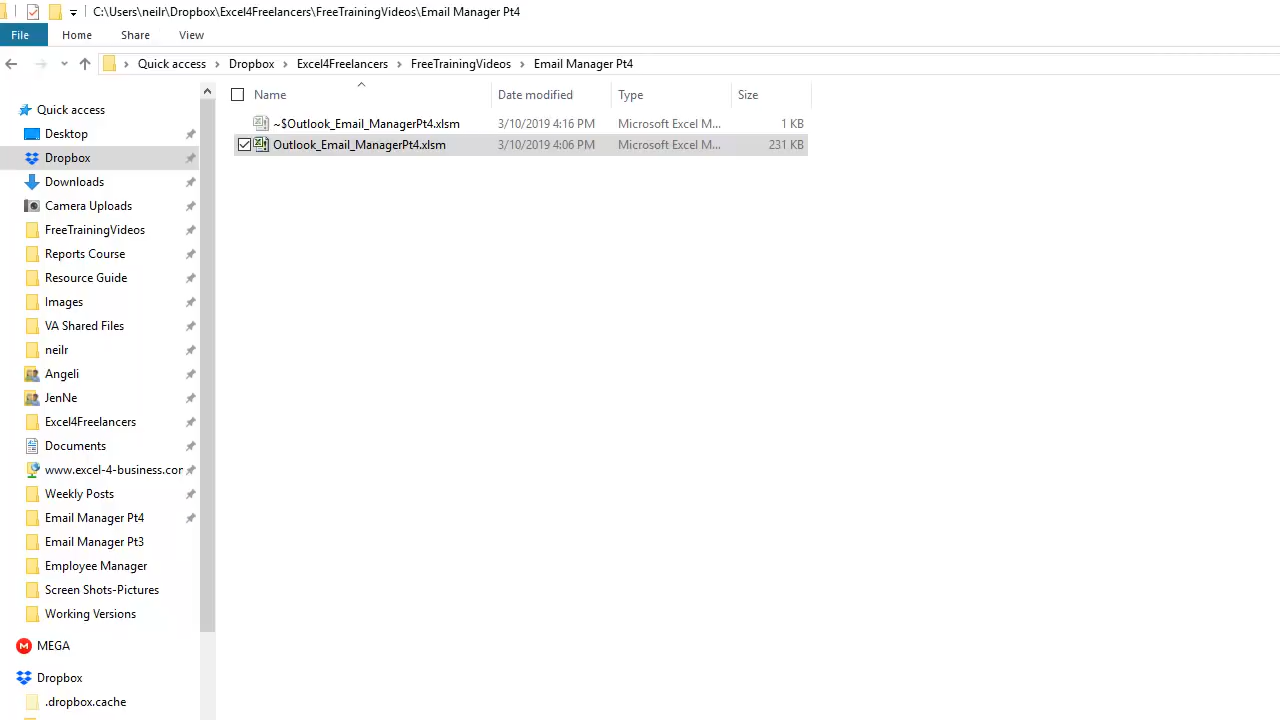 C:\Users\neilr\Dropbox\Excel4Freelancers\FreeTrainingVideos\Email Manager Pt4
File Home Share View
Quick access Dropbox Excel4Freelancers FreeTrainingVideos Email Manager Pt4
Name Date modified Type Size
~$Outlook_Email_ManagerPt4.xlsm 3/10/2019 4:16 PM Microsoft Excel M... 1 KB
Outlook_Email_ManagerPt4.xlsm 3/10/2019 4:06 PM Microsoft Excel M... 231 KB
Quick access
Desktop
Dropbox
Downloads
Camera Uploads
FreeTrainingVideos
Reports Course
Resource Guide
Images
VA Shared Files
neilr
Angeli
JenNe
Excel4Freelancers
Documents
www.excel-4-business.cor
Weekly Posts
Email Manager Pt4
Email Manager Pt3
Employee Manager
Screen Shots-Pictures
Working Versions
MEGA
Dropbox
.dropbox.cache